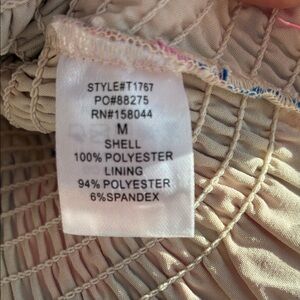 STYLE#T1767
PO#88275
RN#158044
M
SHELL
100% POLYESTER
LINING
94% POLYESTER
6%SPANDEX